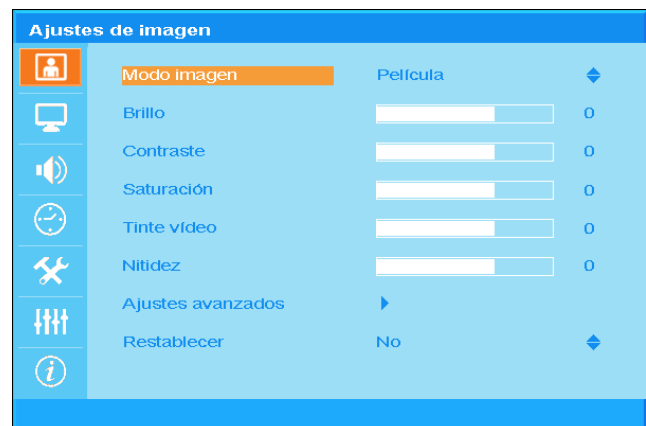 Ajustes de imagen
Modo imagen Película
Brillo 0
Contraste 0
Saturación 0
Tinte vídeo 0
Nitidez 0
Ajustes avanzados
Restablecer No
i